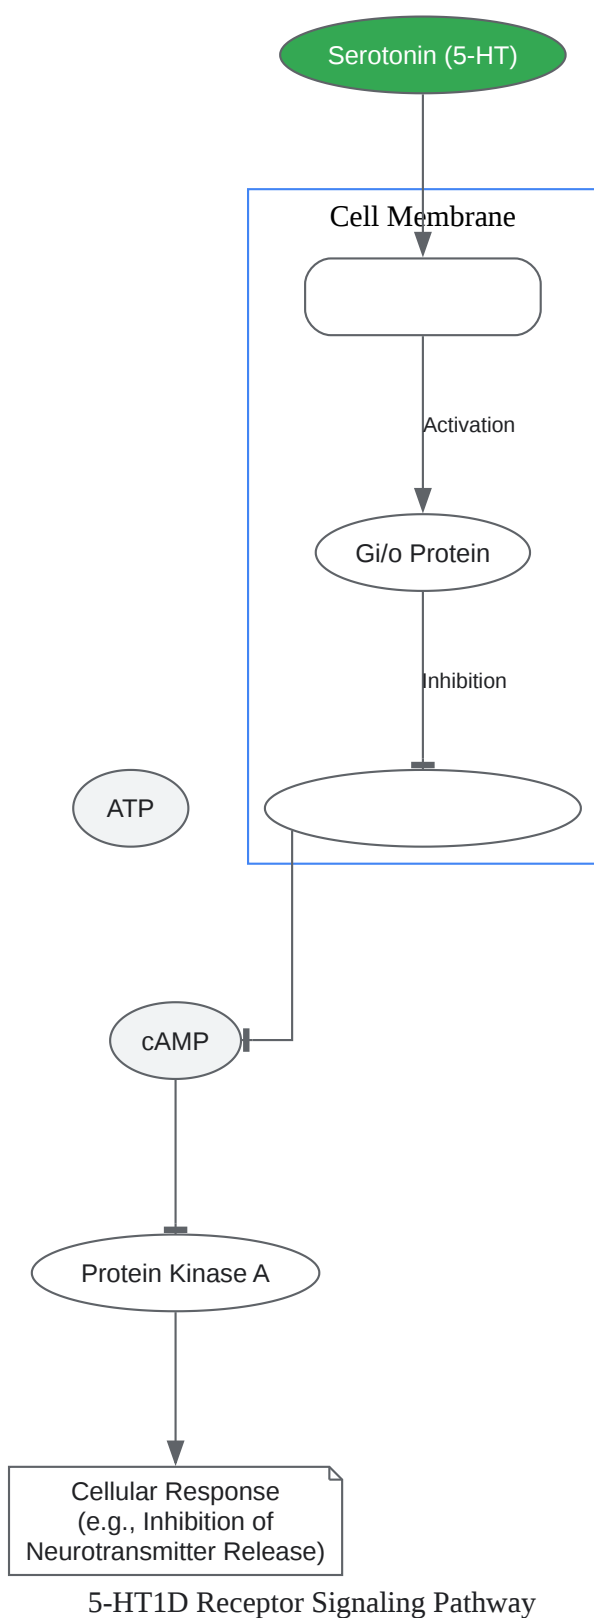 Serotonin (5-HT)
Cell Membrane
Activation
Gi/o Protein
Inhibition
ATP
cAMP
Protein Kinase A
Cellular Response
(e.g., Inhibition of
Neurotransmitter Release)
5-HT1D Receptor Signaling Pathway